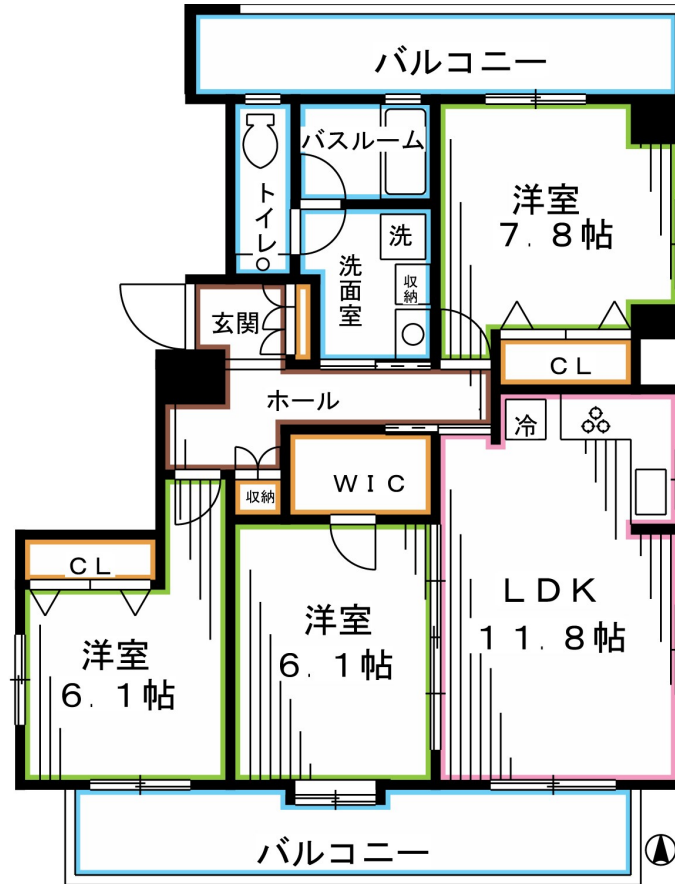 バルコニー
バスルーム
トイレ
洗
洗面室
収納
洋室
7.8帖
玄関
CL
ホール
冷
WIC
収納
CL
LDK
11.8帖
洋室
6.1帖
洋室
6.1帖
バルコニー